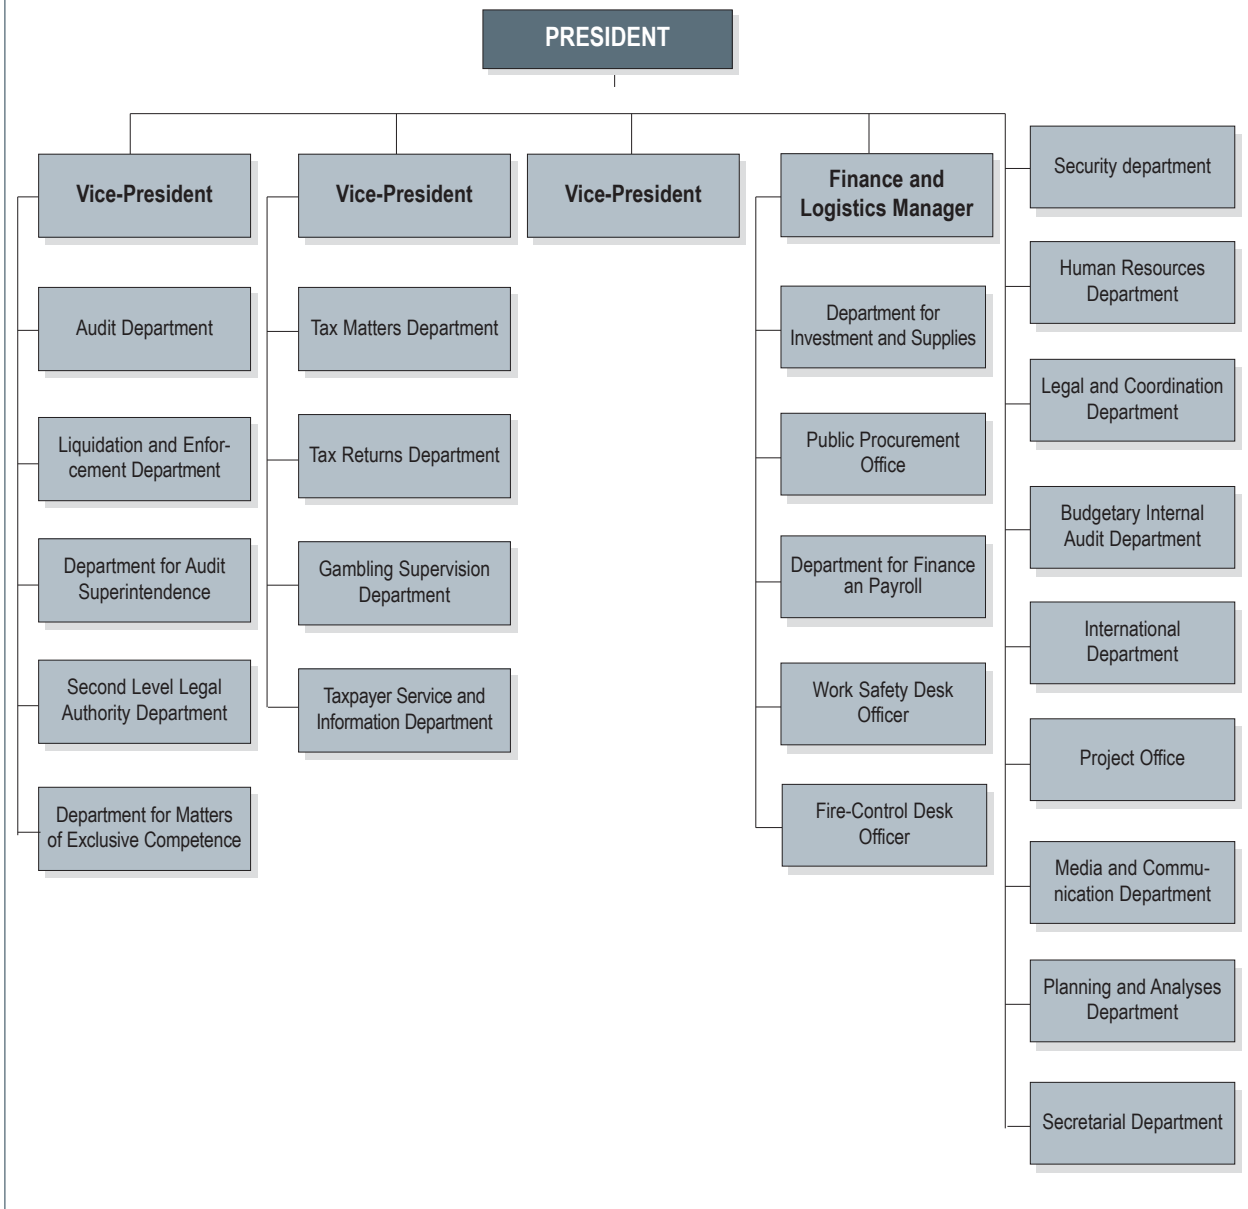 PRESIDENT
Vice-President
Audit Department
Liquidation and Enfor-
cement Department
Department for Audit
Superintendence
Second Level Legal
Authority Department
Department for Matters
of Exclusive Competence
Vice-President
Tax Matters Department
Tax Returns Department
Gambling Supervision
Department
Taxpayer Service and
Information Department
Vice-President
Finance and
Logistics Manager
Department for
Investment and Supplies
Public Procurement
Office
Department for Finance
an Payroll
Work Safety Desk
Officer
Fire-Control Desk
Officer
Security department
Human Resources
Department
Legal and Coordination
Department
Budgetary Internal
Audit Department
International
Department
Project Office
Media and Commu-
nication Department
Planning and Analyses
Department
Secretarial Department